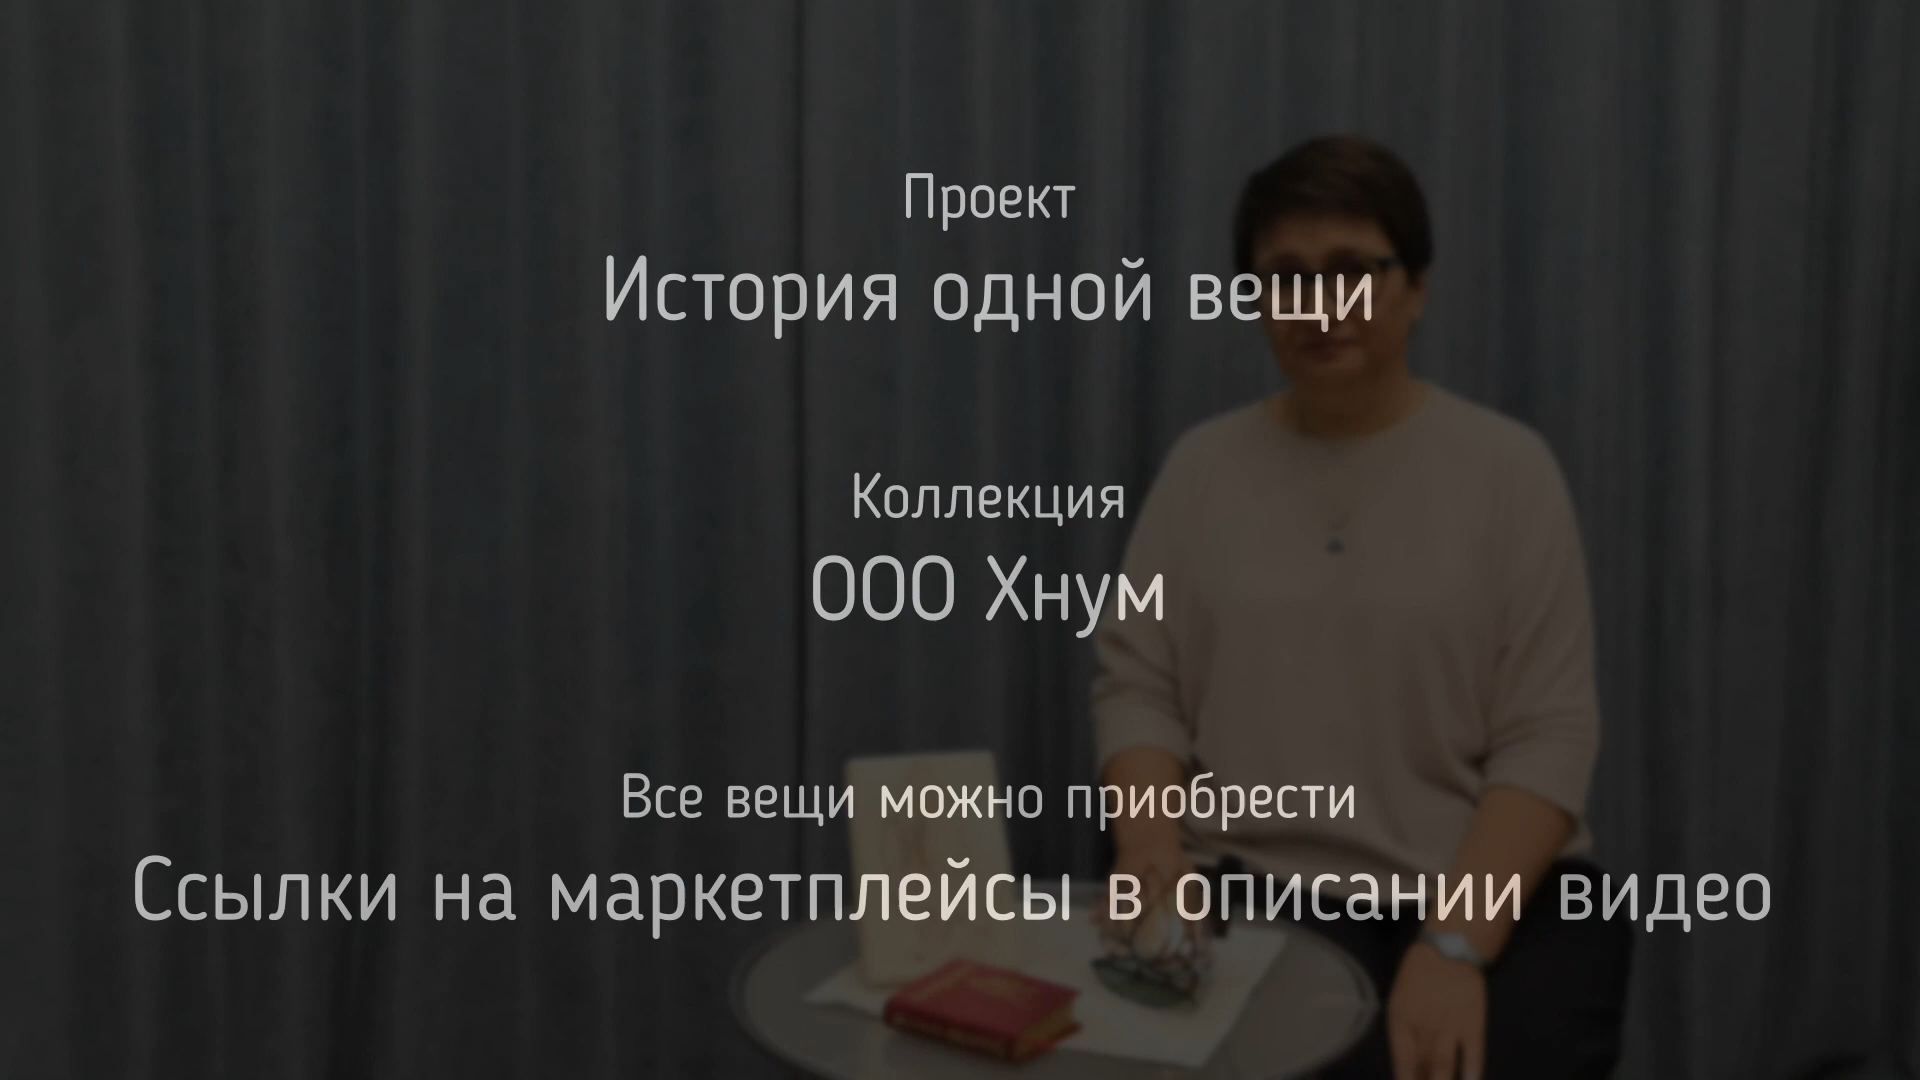 Проект
История одной вещи
Коллекция
ООО Хнум
Все вещи можно приобрести
Ссылки на маркетплейсы в описании видео